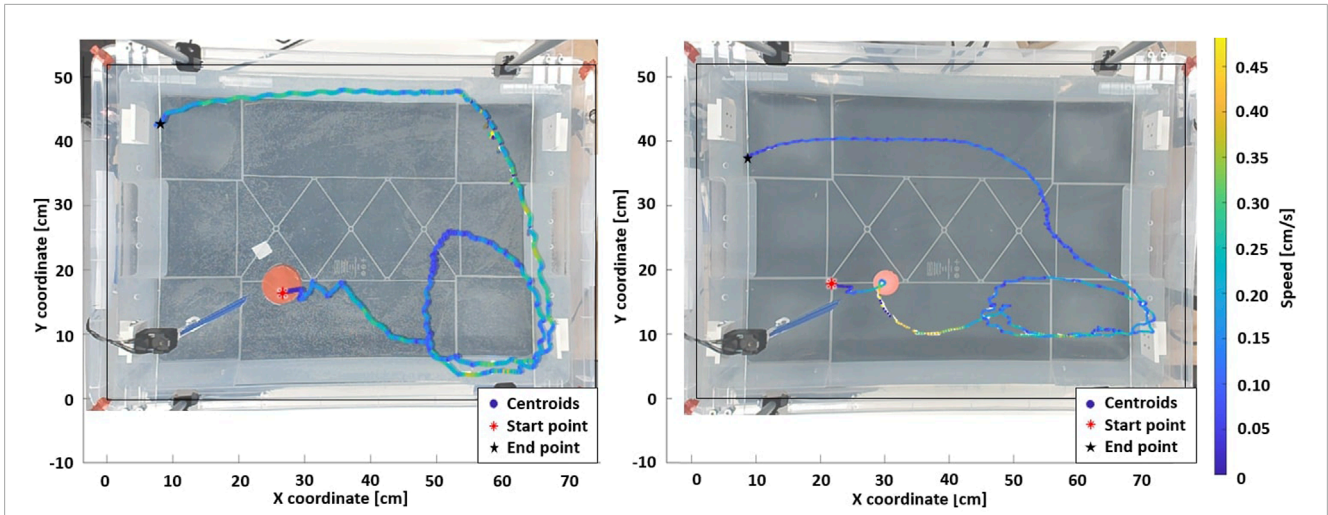 50
40
30
20
10
0
-10
Y coordinate [cm]
0 10 20 30 40 50 60 70
X coordinate [cm]
Centroids
Start point
End point
50
40
30
20
10
0
-10
Y coordinate [cm]
0 10 20 30 40 50 60 70
X coordinate [cm]
Centroids
Start point
End point
0.45
0.40
0.35
0.30
0.25
0.20
0.15
0.10
0.05
0
Speed [cm/s]